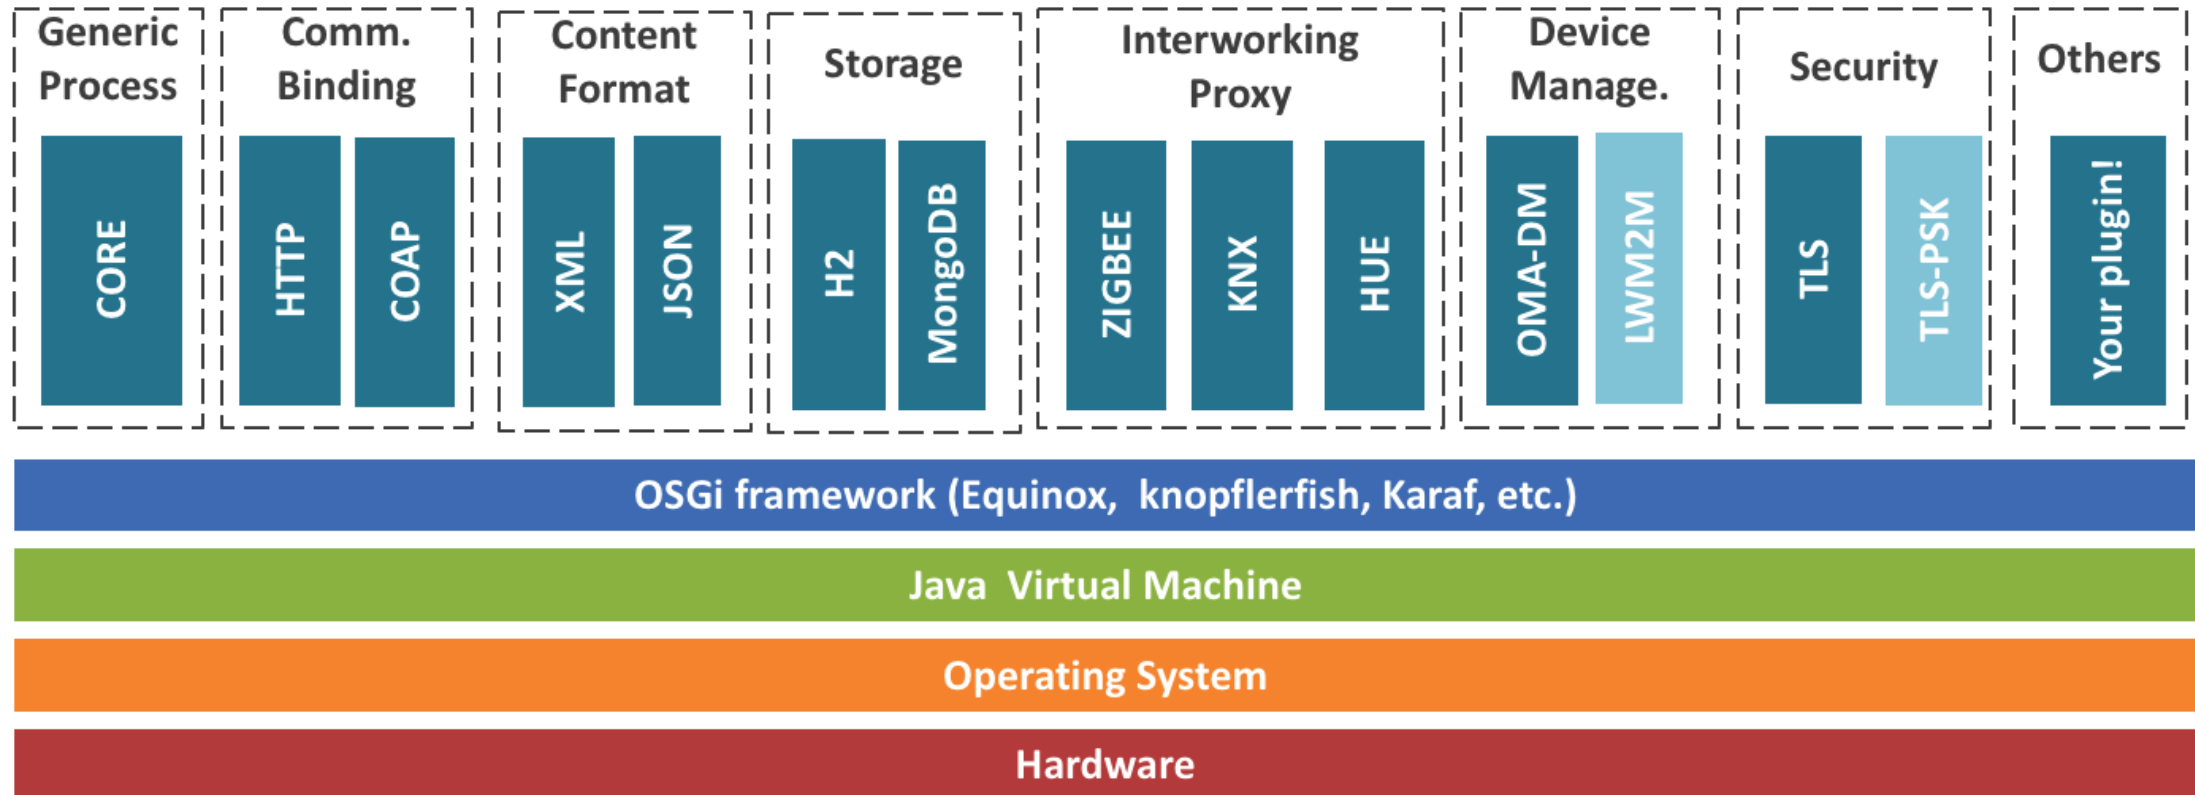 Generic
Process
CORE
Comm.
Binding
HTTP
COAP
Content
Format
XML
JSON
Storage
H2
MongoDB
Interworking
Proxy
ZIGBEE
KNX
HUE
Device
Manage.
OMA-DM
LWM2M
Security
TLS
TLS-PSK
Others
Your plugin!
OSGi framework (Equinox, knopflerfish, Karaf, etc.)
Java Virtual Machine
Operating System
Hardware